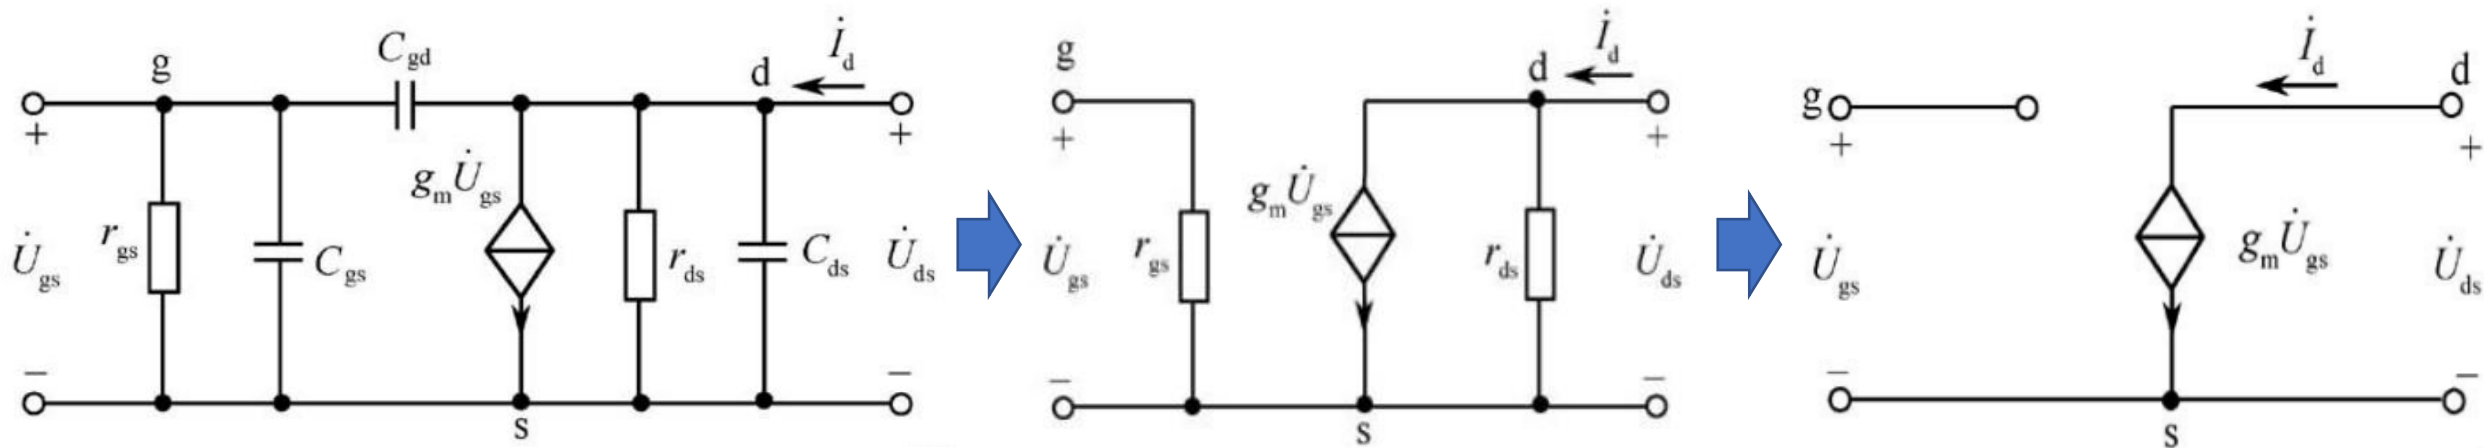 g
C_gd
d
İ_d
+
+
g_m U̇_gs
U̇_gs
r_gs
C_gs
r_ds
C_ds
U̇_ds
−
−
s
g
d
İ_d
+
+
g_m U̇_gs
U̇_gs
r_gs
r_ds
U̇_ds
−
−
s
g
İ_d
d
+
+
U̇_gs
g_m U̇_gs
U̇_ds
−
−
s